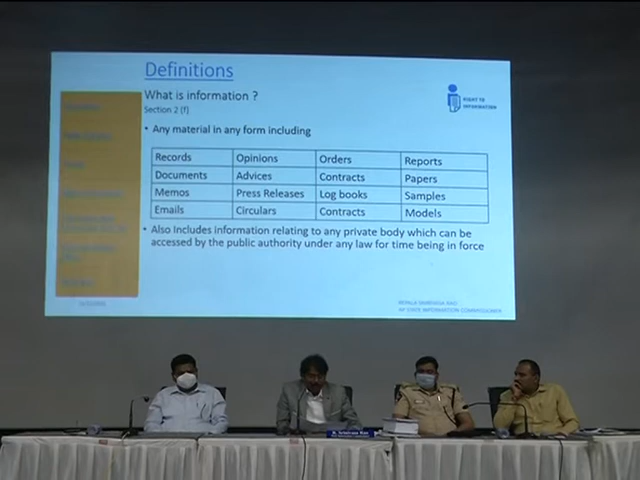 Definitions
What is information ?
Section 2 (f)
RIGHT TO
INFORMATION
• Any material in any form including
Records Opinions Orders Reports
Documents Advices Contracts Papers
Memos Press Releases Log books Samples
Emails Circulars Contracts Models
• Also Includes information relating to any private body which can be
accessed by the public authority under any law for time being in force
AP STATE INFORMATION COMMISSIONER